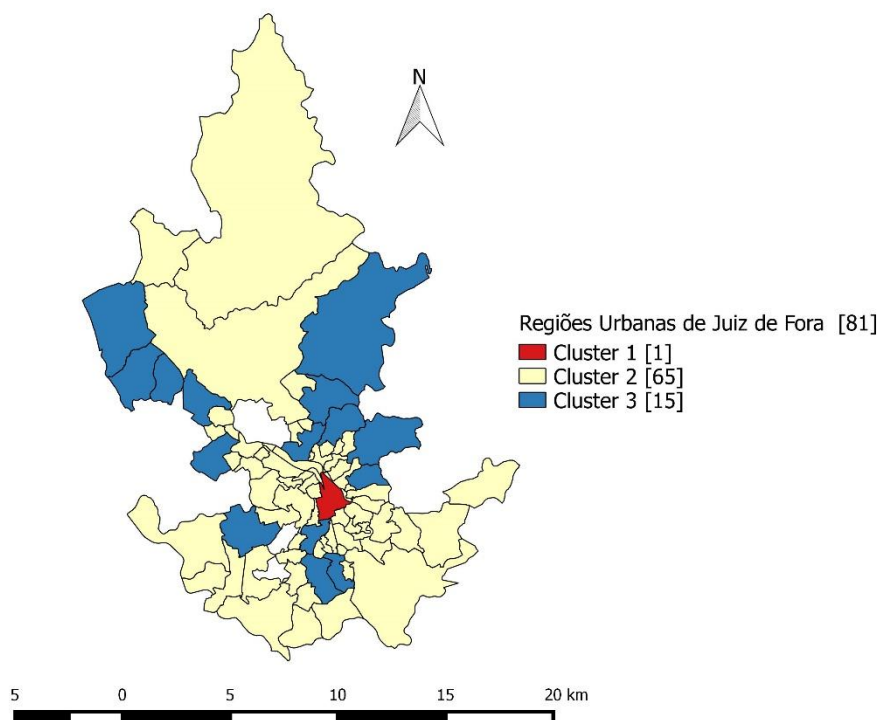 N
Regiões Urbanas de Juiz de Fora [81]
Cluster 1 [1]
Cluster 2 [65]
Cluster 3 [15]
5 0 5 10 15 20 km